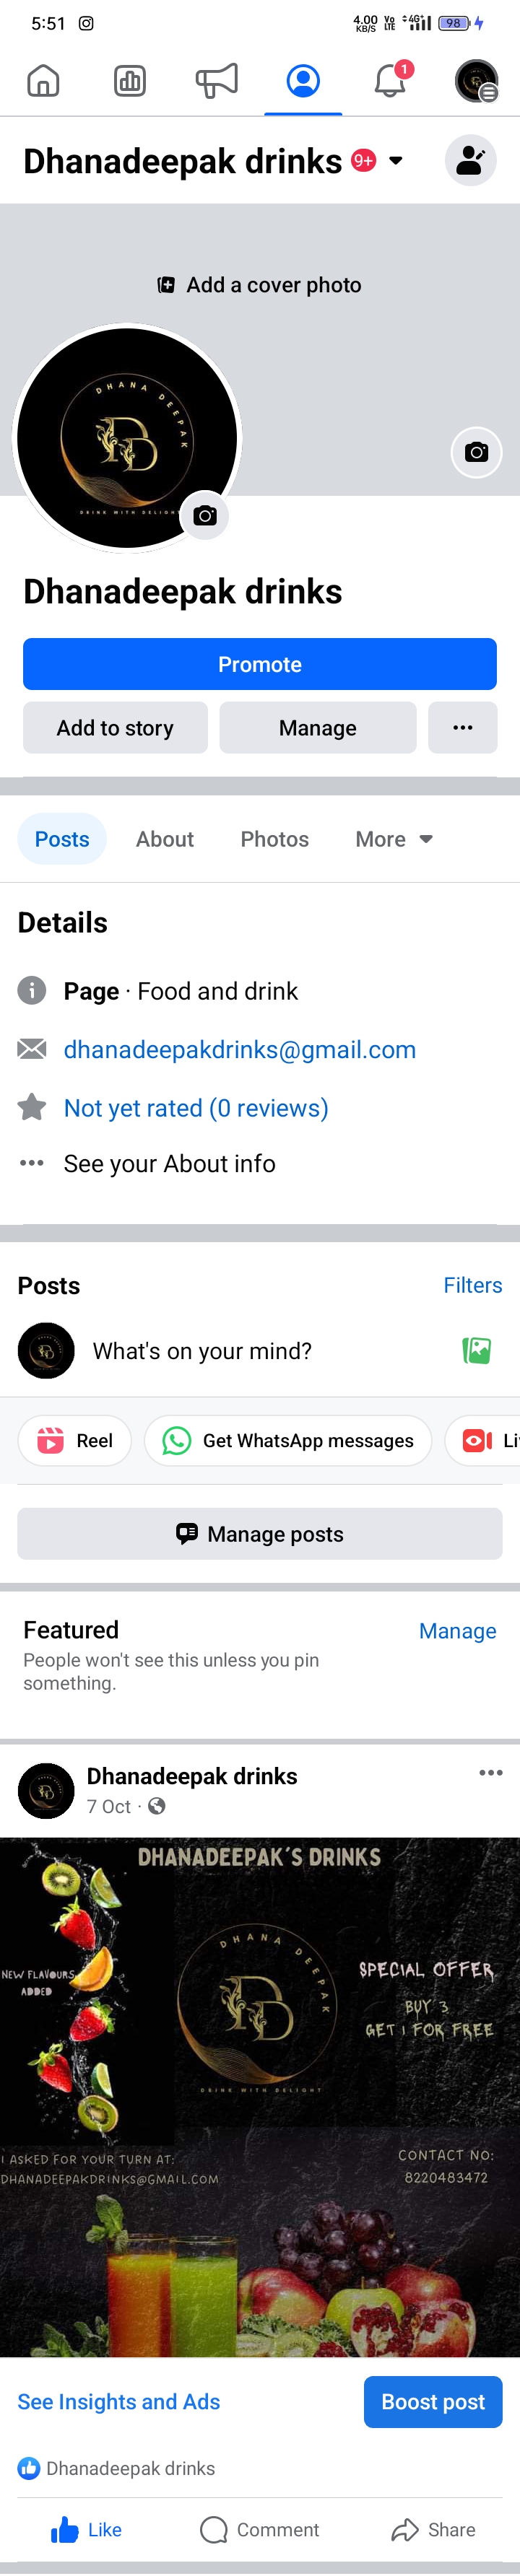 5:51
4.00 KB/S
Vo LTE
4G+
98
1
Dhanadeepak drinks 9+
Add a cover photo
DHANA DEEPAK
DD
DRINK WITH DELIGHT
Dhanadeepak drinks
Promote
Add to story
Manage
Posts
About
Photos
More
Details
Page · Food and drink
dhanadeepakdrinks@gmail.com
Not yet rated (0 reviews)
See your About info
Posts
Filters
What's on your mind?
Reel
Get WhatsApp messages
Li
Manage posts
Featured
Manage
People won't see this unless you pin
something.
Dhanadeepak drinks
7 Oct ·
DHANADEEPAK'S DRINKS
NEW FLAVOURS
ADDED
DHANA DEEPAK
DD
DRINK WITH DELIGHT
SPECIAL OFFER
BUY 3
GET 1 FOR FREE
I ASKED FOR YOUR TURN AT:
DHANADEEPAKDRINKS@GMAIL.COM
CONTACT NO:
8220483472
See Insights and Ads
Boost post
Dhanadeepak drinks
Like
Comment
Share